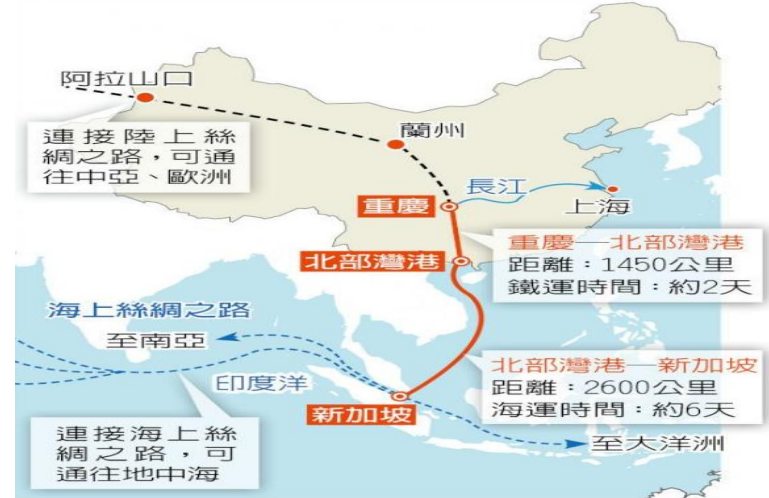 阿拉山口
連接陸上絲
綢之路，可通
往中亞、歐洲
蘭州
長江
上海
重慶
重慶—北部灣港
距離：1450公里
鐵運時間：約2天
北部灣港
海上絲綢之路
至南亞
印度洋
新加坡
北部灣港—新加坡
距離：2600公里
海運時間：約6天
連接海上絲
綢之路，可
通往地中海
至大洋洲